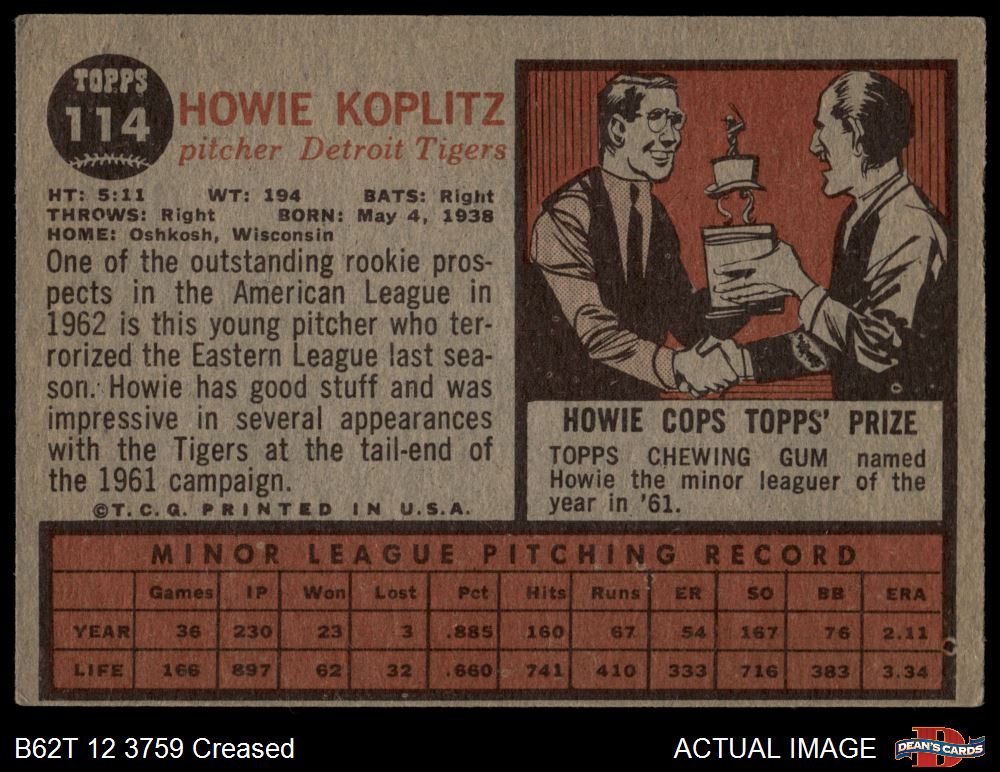 TOPPS
114
HOWIE KOPLITZ
pitcher Detroit Tigers
HT: 5:11 WT: 194 BATS: Right
THROWS: Right BORN: May 4, 1938
HOME: Oshkosh, Wisconsin
One of the outstanding rookie pros-
pects in the American League in
1962 is this young pitcher who ter-
rorized the Eastern League last sea-
son. Howie has good stuff and was
impressive in several appearances
with the Tigers at the tail-end of
the 1961 campaign.
©T.C.G. PRINTED IN U.S.A.
HOWIE COPS TOPPS' PRIZE
TOPPS CHEWING GUM named
Howie the minor leaguer of the
year in '61.
MINOR LEAGUE PITCHING RECORD
Games IP Won Lost Pct Hits Runs ER SO BB ERA
YEAR 36 230 23 3 .885 160 67 54 167 76 2.11
LIFE 166 897 62 32 .660 741 410 333 716 383 3.34
B62T 12 3759 Creased
ACTUAL IMAGE
DEAN'S CARDS